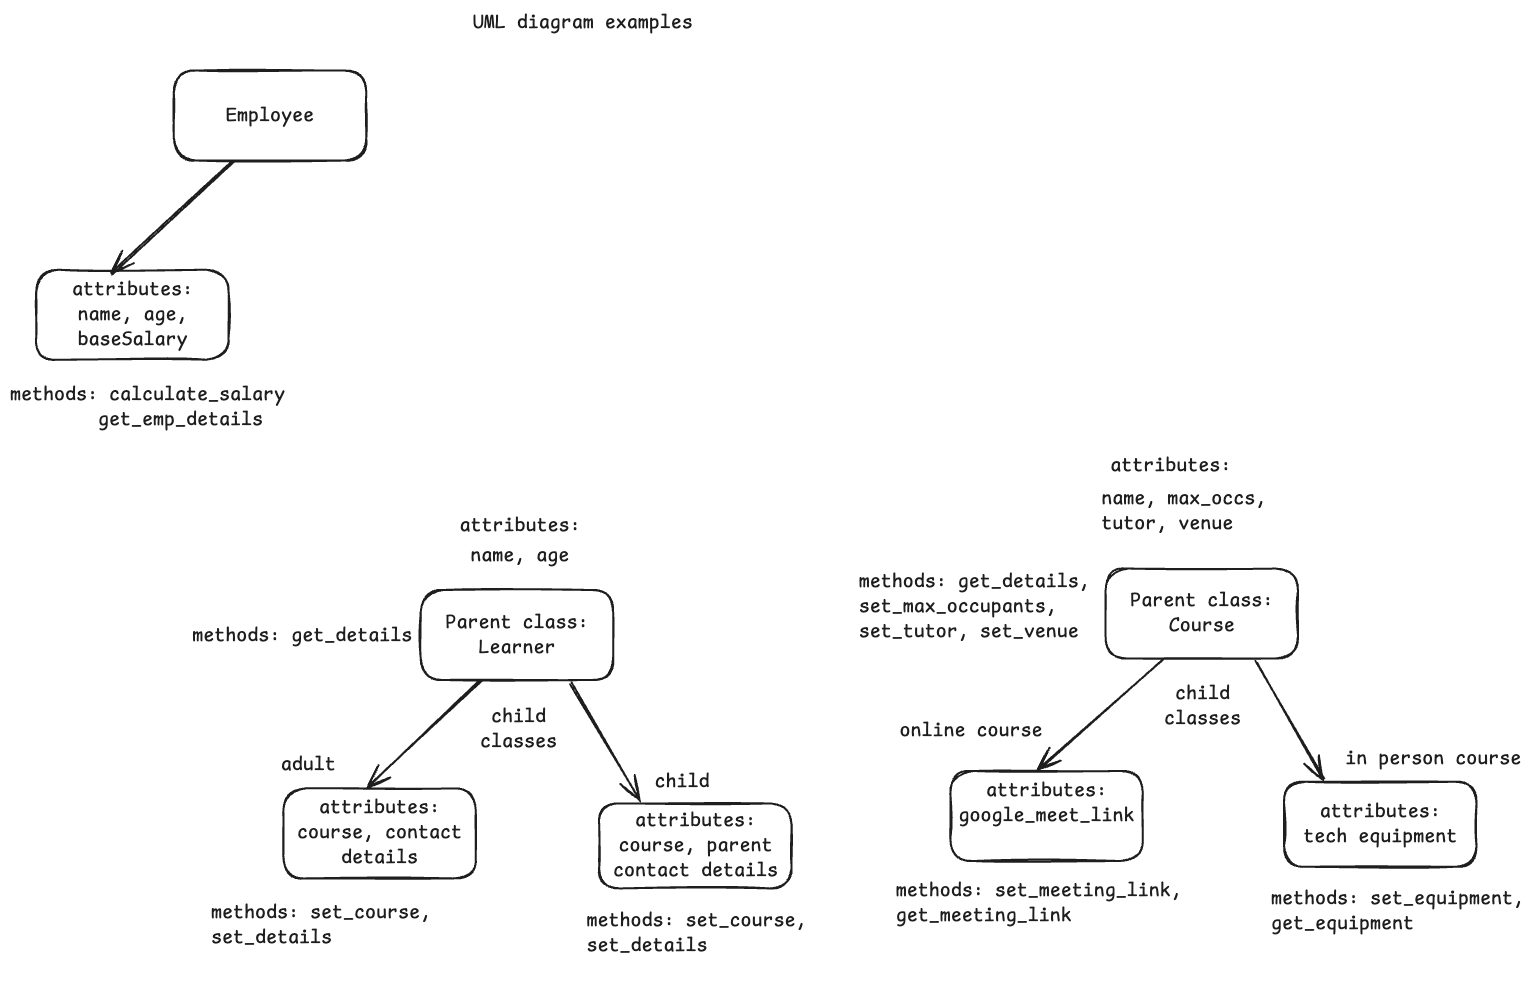 UML diagram examples
Employee
attributes:
name, age,
baseSalary
methods: calculate_salary
get_emp_details
attributes:
name, age
Parent class:
Learner
methods: get_details
child
classes
adult
attributes:
course, contact
details
methods: set_course,
set_details
child
attributes:
course, parent
contact details
methods: set_course,
set_details
attributes:
name, max_occs,
tutor, venue
methods: get_details,
set_max_occupants,
set_tutor, set_venue
Parent class:
Course
child
classes
online course
attributes:
google_meet_link
methods: set_meeting_link,
get_meeting_link
in person course
attributes:
tech equipment
methods: set_equipment,
get_equipment